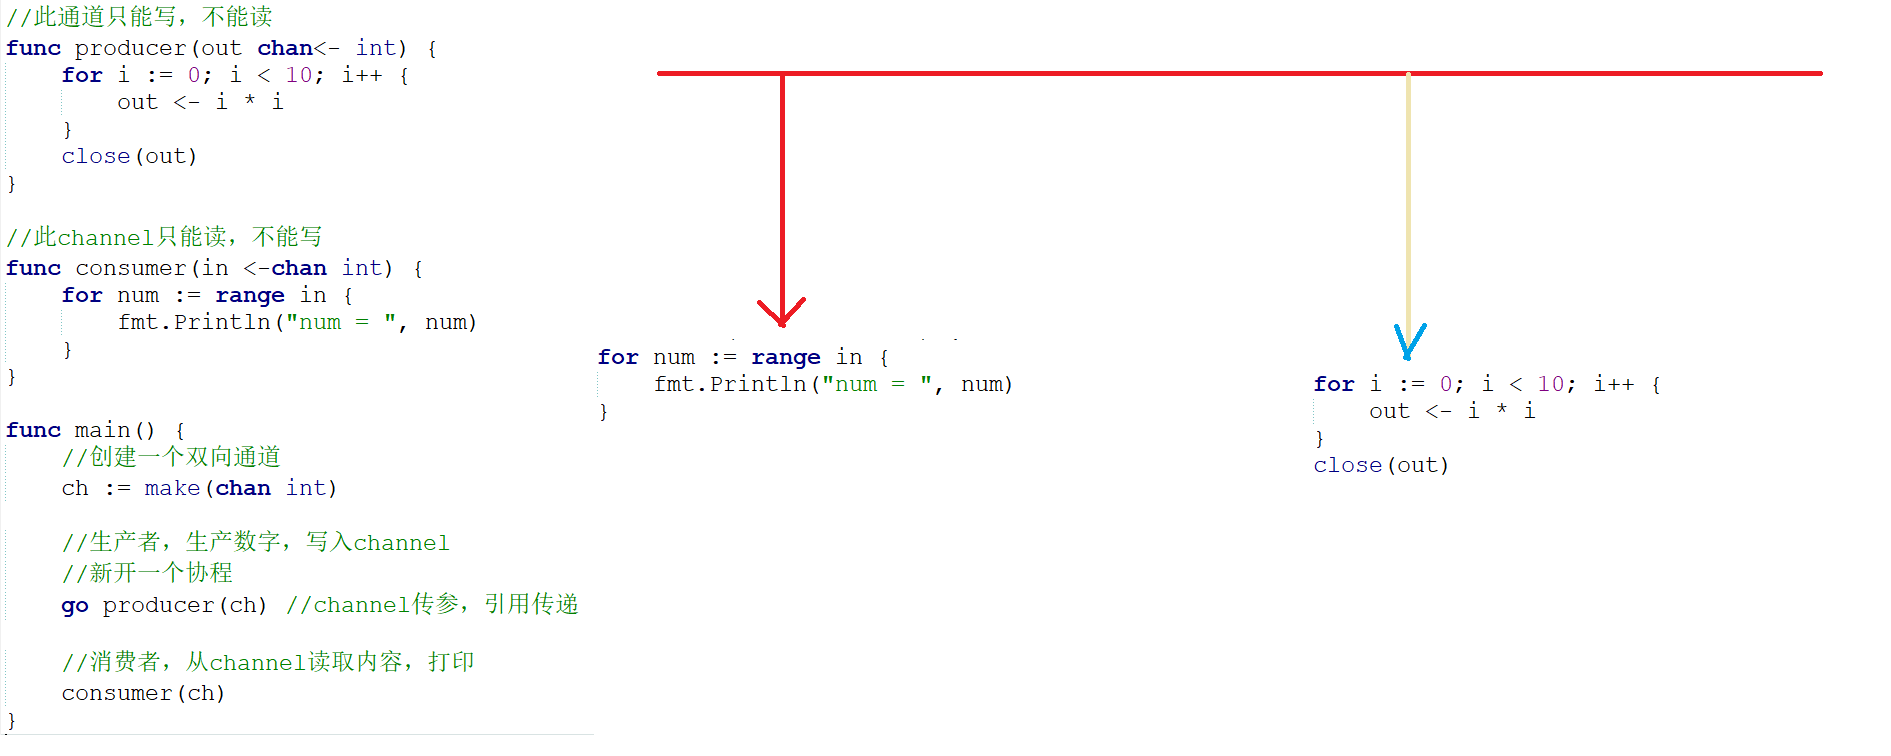 //此通道只能写，不能读
func producer(out chan<- int) {
    for i := 0; i < 10; i++ {
        out <- i * i
    }
    close(out)
}

//此channel只能读，不能写
func consumer(in <-chan int) {
    for num := range in {
        fmt.Println("num = ", num)
    }
}

func main() {
    //创建一个双向通道
    ch := make(chan int)

    //生产者，生产数字，写入channel
    //新开一个协程
    go producer(ch) //channel传参，引用传递

    //消费者，从channel读取内容，打印
    consumer(ch)
}

for num := range in {
    fmt.Println("num = ", num)
}

for i := 0; i < 10; i++ {
    out <- i * i
}
close(out)